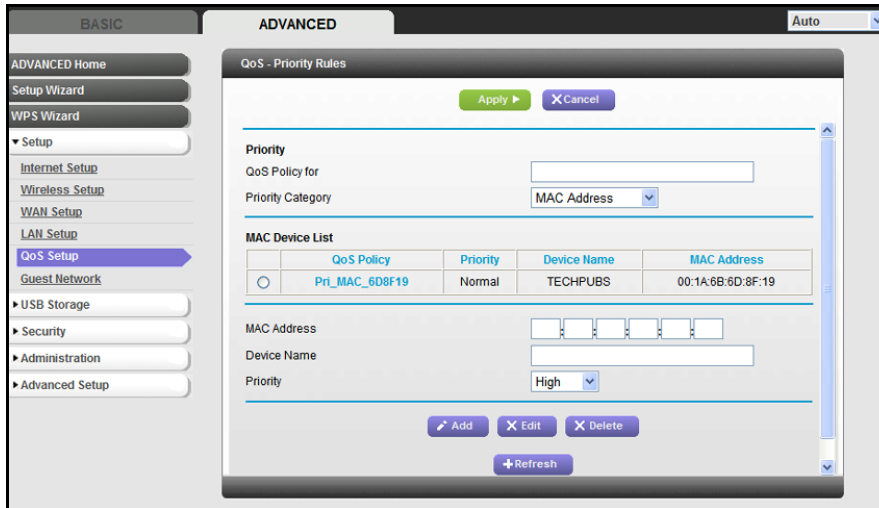 BASIC
ADVANCED
Auto
ADVANCED Home
Setup Wizard
WPS Wizard
Setup
Internet Setup
Wireless Setup
WAN Setup
LAN Setup
QoS Setup
Guest Network
USB Storage
Security
Administration
Advanced Setup
QoS - Priority Rules
Apply
Cancel
Priority
QoS Policy for
Priority Category MAC Address
MAC Device List
QoS Policy Priority Device Name MAC Address
Pri_MAC_6D8F19 Normal TECHPUBS 00:1A:6B:6D:8F:19
MAC Address : : : : :
Device Name
Priority High
Add Edit Delete
Refresh